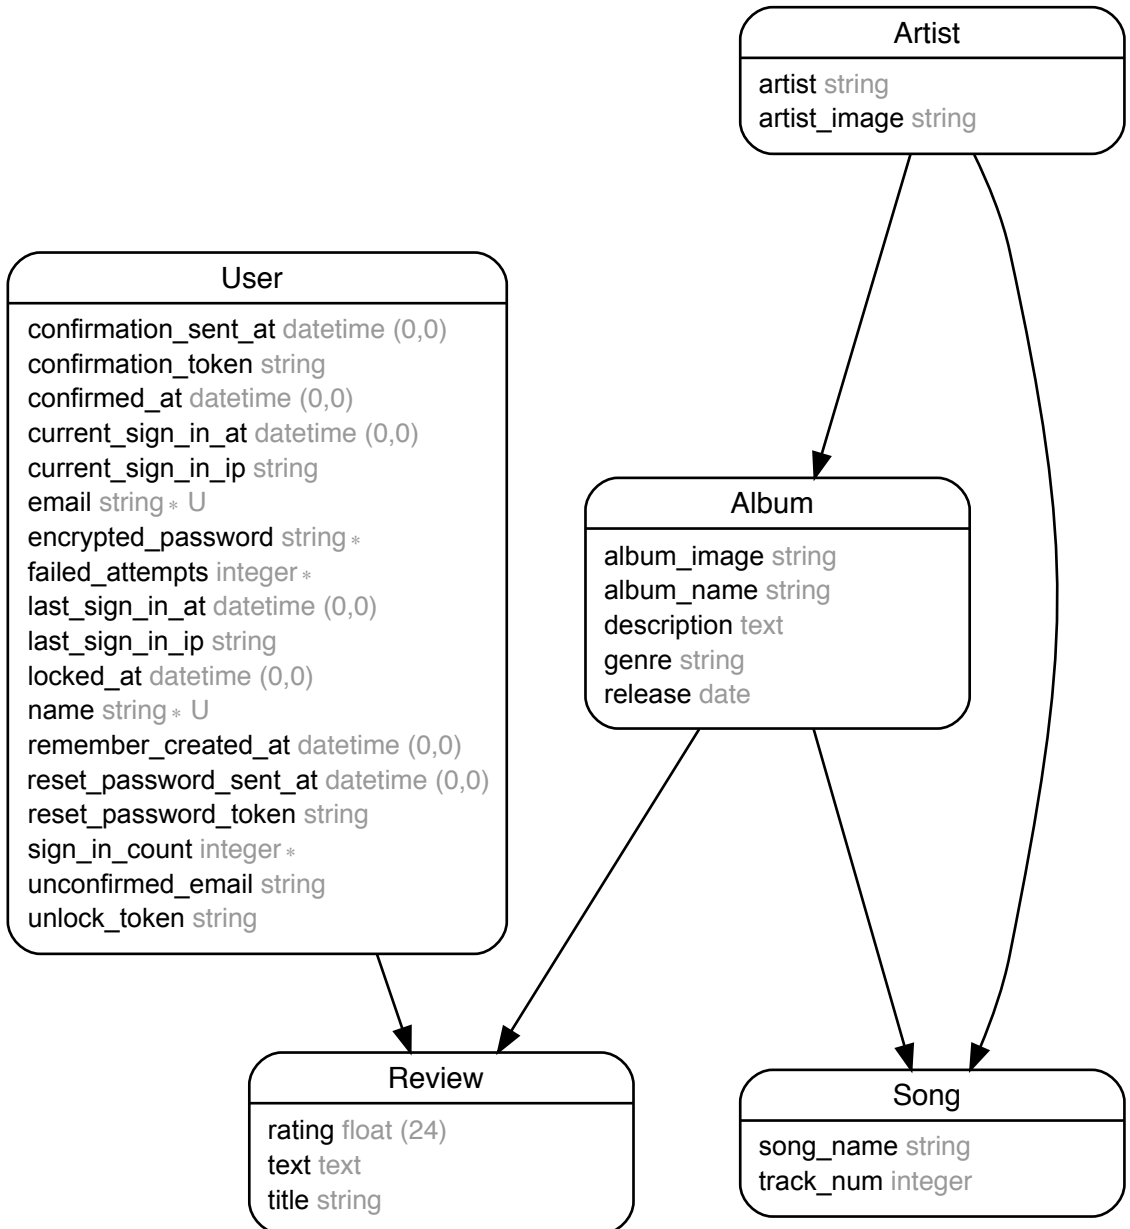 Artist
artist string
artist_image string
User
confirmation_sent_at datetime (0,0)
confirmation_token string
confirmed_at datetime (0,0)
current_sign_in_at datetime (0,0)
current_sign_in_ip string
email string * U
encrypted_password string *
failed_attempts integer *
last_sign_in_at datetime (0,0)
last_sign_in_ip string
locked_at datetime (0,0)
name string * U
remember_created_at datetime (0,0)
reset_password_sent_at datetime (0,0)
reset_password_token string
sign_in_count integer *
unconfirmed_email string
unlock_token string
Album
album_image string
album_name string
description text
genre string
release date
Review
rating float (24)
text text
title string
Song
song_name string
track_num integer